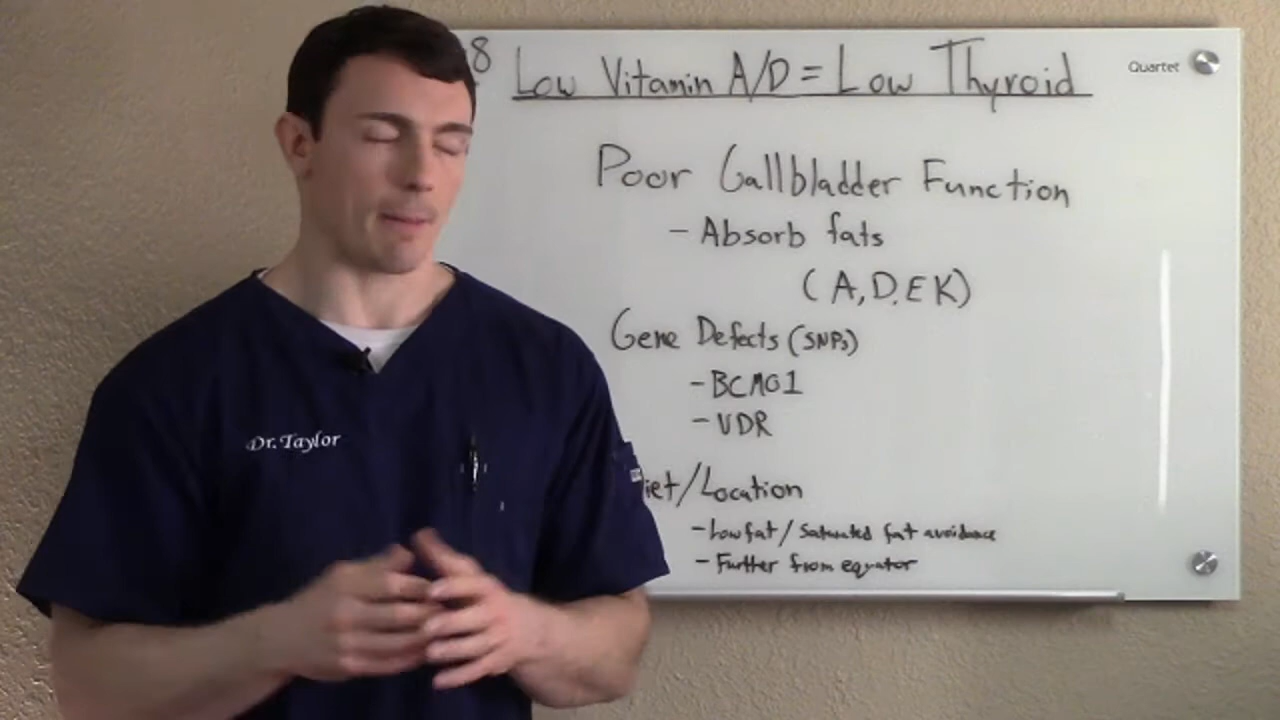 8 Low Vitamin A/D = Low Thyroid
Quartet
Poor Gallbladder Function
- Absorb fats
(A, D, E K)
Gene Defects (SNPs)
- BCMO1
- VDR
iet/Location
- Low fat / Saturated fat avoidance
- Further from equator
Dr. Taylor